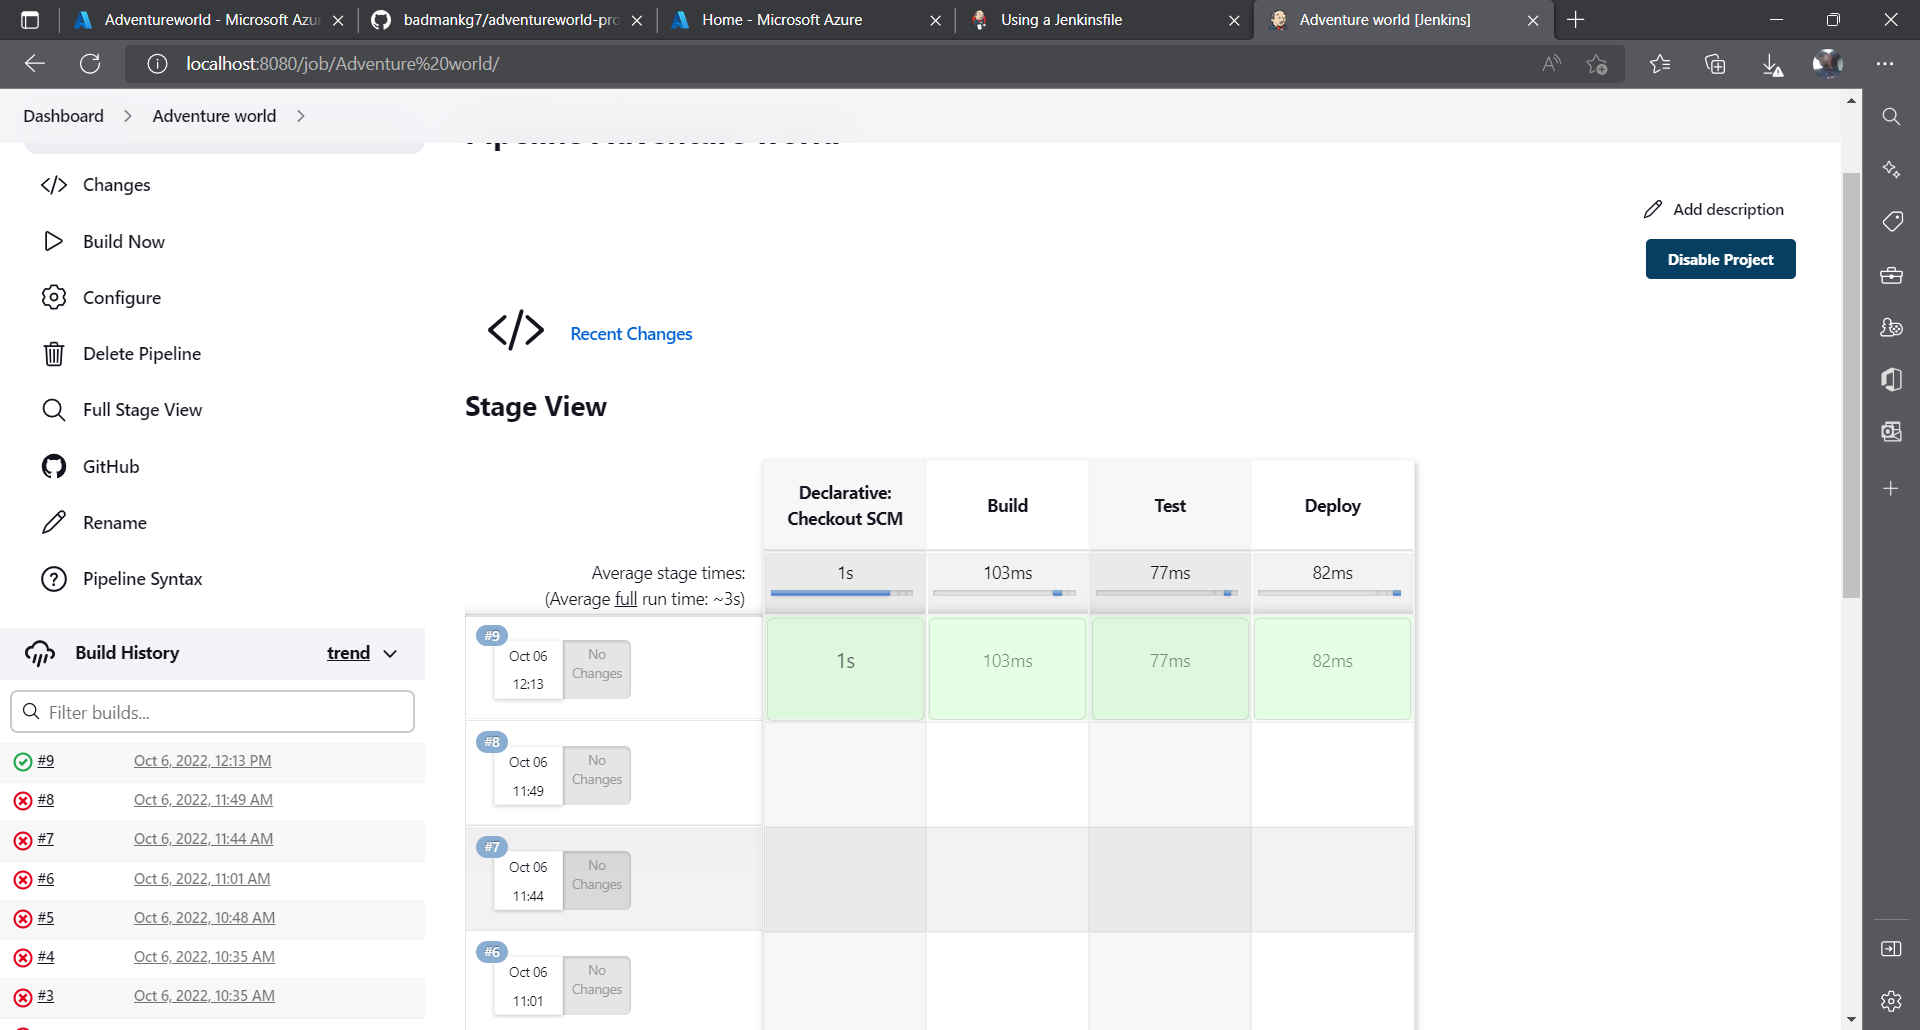 Adventureworld - Microsoft Azu
badmankg7/adventureworld-pro
Home - Microsoft Azure
Using a Jenkinsfile
Adventure world [Jenkins]
localhost:8080/job/Adventure%20world/
Dashboard
Adventure world
Pipeline Adventure world
Changes
Build Now
Configure
Delete Pipeline
Full Stage View
GitHub
Rename
Pipeline Syntax
Add description
Disable Project
Recent Changes
Stage View
Declarative:
Checkout SCM
Build
Test
Deploy
Average stage times:
(Average full run time: ~3s)
1s
103ms
77ms
82ms
#9
Oct 06
12:13
No
Changes
1s
103ms
77ms
82ms
#8
Oct 06
11:49
No
Changes
#7
Oct 06
11:44
No
Changes
#6
Oct 06
11:01
No
Changes
Build History
trend
Filter builds...
#9 Oct 6, 2022, 12:13 PM
#8 Oct 6, 2022, 11:49 AM
#7 Oct 6, 2022, 11:44 AM
#6 Oct 6, 2022, 11:01 AM
#5 Oct 6, 2022, 10:48 AM
#4 Oct 6, 2022, 10:35 AM
#3 Oct 6, 2022, 10:35 AM